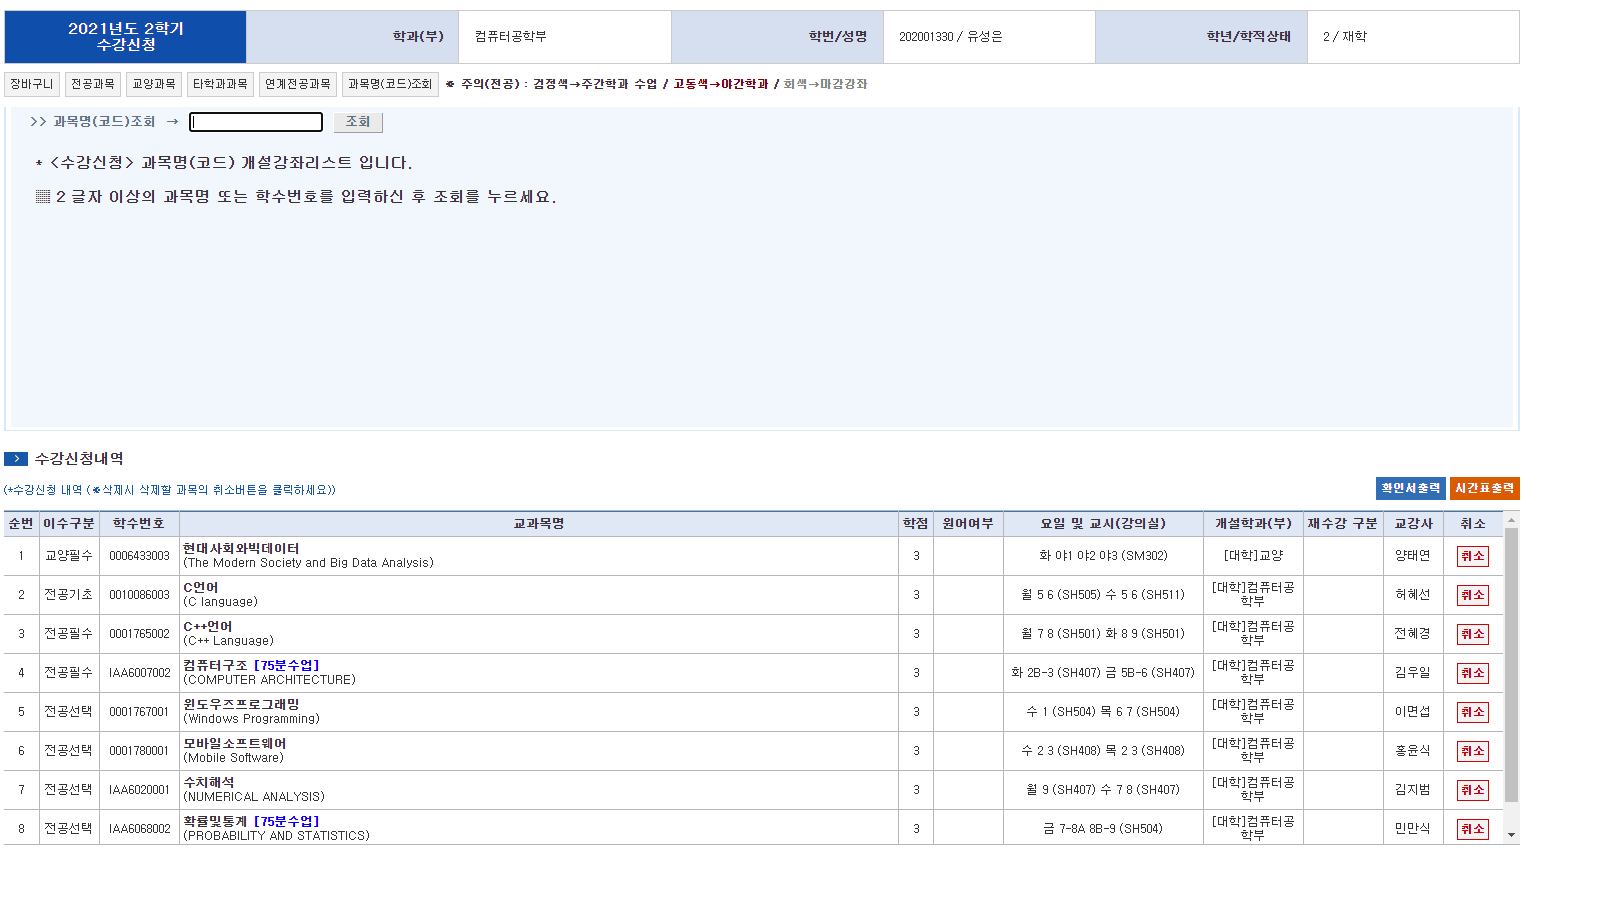 2021년도 2학기
수강신청
학과(부) 컴퓨터공학부 학번/성명 202001330 / 유성은 학년/학적상태 2 / 재학
장바구니 전공과목 교양과목 타학과과목 연계전공과목 과목명(코드)조회 ※ 주의(전공) : 검정색→주간학과 수업 / 고동색→야간학과 / 회색→마감강좌
>> 과목명(코드)조회 → 조회
* <수강신청> 과목명(코드) 개설강좌리스트 입니다.
2 글자 이상의 과목명 또는 학수번호를 입력하신 후 조회를 누르세요.
> 수강신청내역
(*수강신청 내역 (※삭제시 삭제할 과목의 취소버튼을 클릭하세요)) 확인서출력 시간표출력
순번 이수구분 학수번호 교과목명 학점 원어여부 요일 및 교시(강의실) 개설학과(부) 재수강 구분 교강사 취소
1 교양필수 0006433003 현대사회와빅데이터 3 화 야1 야2 야3 (SM302) [대학]교양 양태연 취소
(The Modern Society and Big Data Analysis)
2 전공기초 0010086003 C언어 3 월 5 6 (SH505) 수 5 6 (SH511) [대학]컴퓨터공 허혜선 취소
(C language) 학부
3 전공필수 0001765002 C++언어 3 월 7 8 (SH501) 화 8 9 (SH501) [대학]컴퓨터공 전혜경 취소
(C++ Language) 학부
4 전공필수 IAA6007002 컴퓨터구조 [75분수업] 3 화 2B-3 (SH407) 금 5B-6 (SH407) [대학]컴퓨터공 김우일 취소
(COMPUTER ARCHITECTURE) 학부
5 전공선택 0001767001 윈도우즈프로그래밍 3 수 1 (SH504) 목 6 7 (SH504) [대학]컴퓨터공 이면섭 취소
(Windows Programming) 학부
6 전공선택 0001780001 모바일소프트웨어 3 수 2 3 (SH408) 목 2 3 (SH408) [대학]컴퓨터공 홍윤식 취소
(Mobile Software) 학부
7 전공선택 IAA6020001 수치해석 3 월 9 (SH407) 수 7 8 (SH407) [대학]컴퓨터공 김지범 취소
(NUMERICAL ANALYSIS) 학부
8 전공선택 IAA6068002 확률및통계 [75분수업] 3 금 7-8A 8B-9 (SH504) [대학]컴퓨터공 민만식 취소
(PROBABILITY AND STATISTICS) 학부